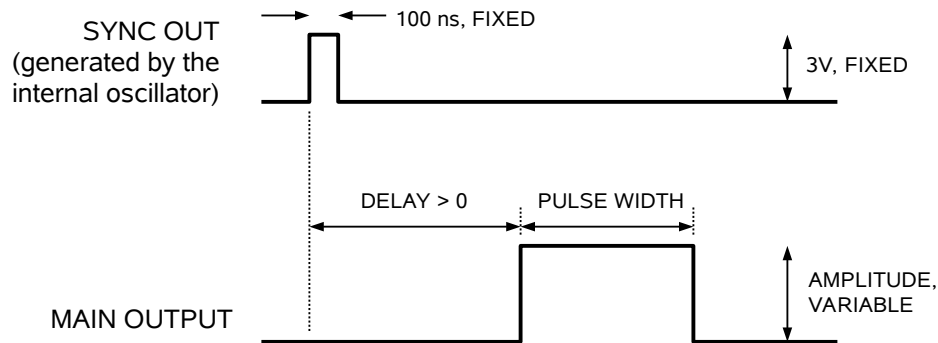 100 ns, FIXED
SYNC OUT
(generated by the
internal oscillator)
3V, FIXED
DELAY > 0
PULSE WIDTH
AMPLITUDE,
VARIABLE
MAIN OUTPUT